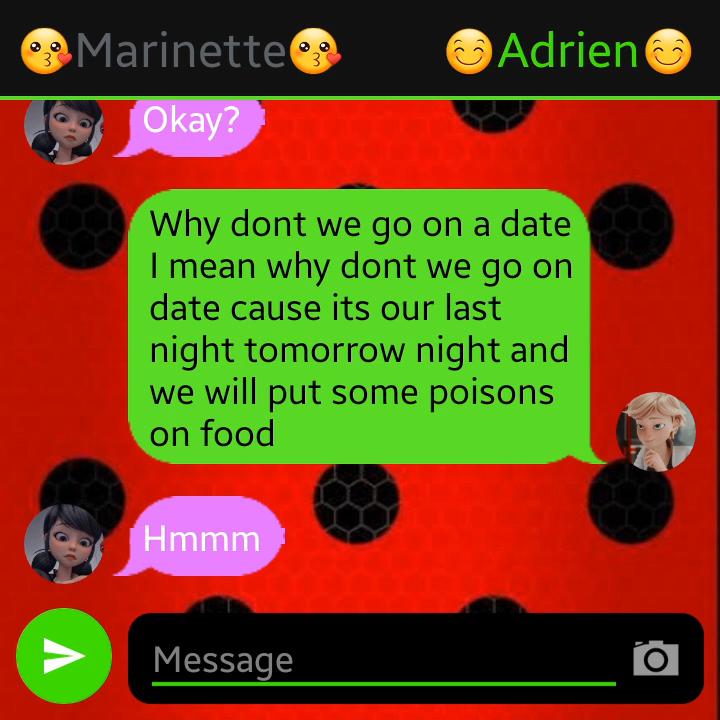 😗Marinette😗 😊Adrien😊
Okay?
Why dont we go on a date
I mean why dont we go on
date cause its our last
night tomorrow night and
we will put some poisons
on food
Hmmm
Message